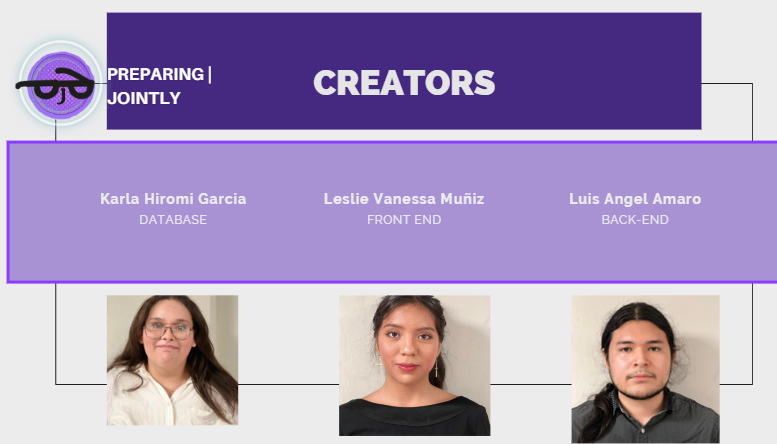 PREPARING |
JOINTLY
CREATORS
Karla Hiromi Garcia
DATABASE
Leslie Vanessa Muñiz
FRONT END
Luis Angel Amaro
BACK-END